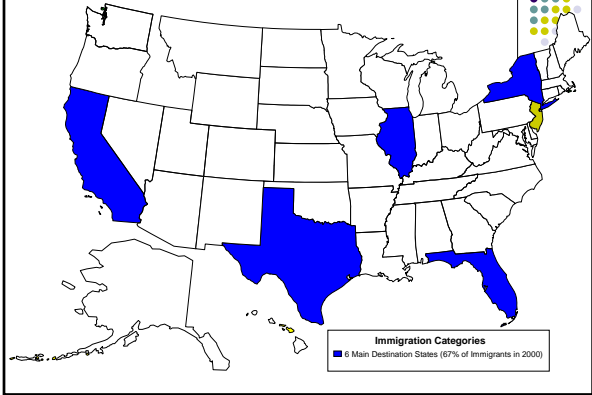 Immigration Categories
6 Main Destination States (67% of Immigrants in 2000)